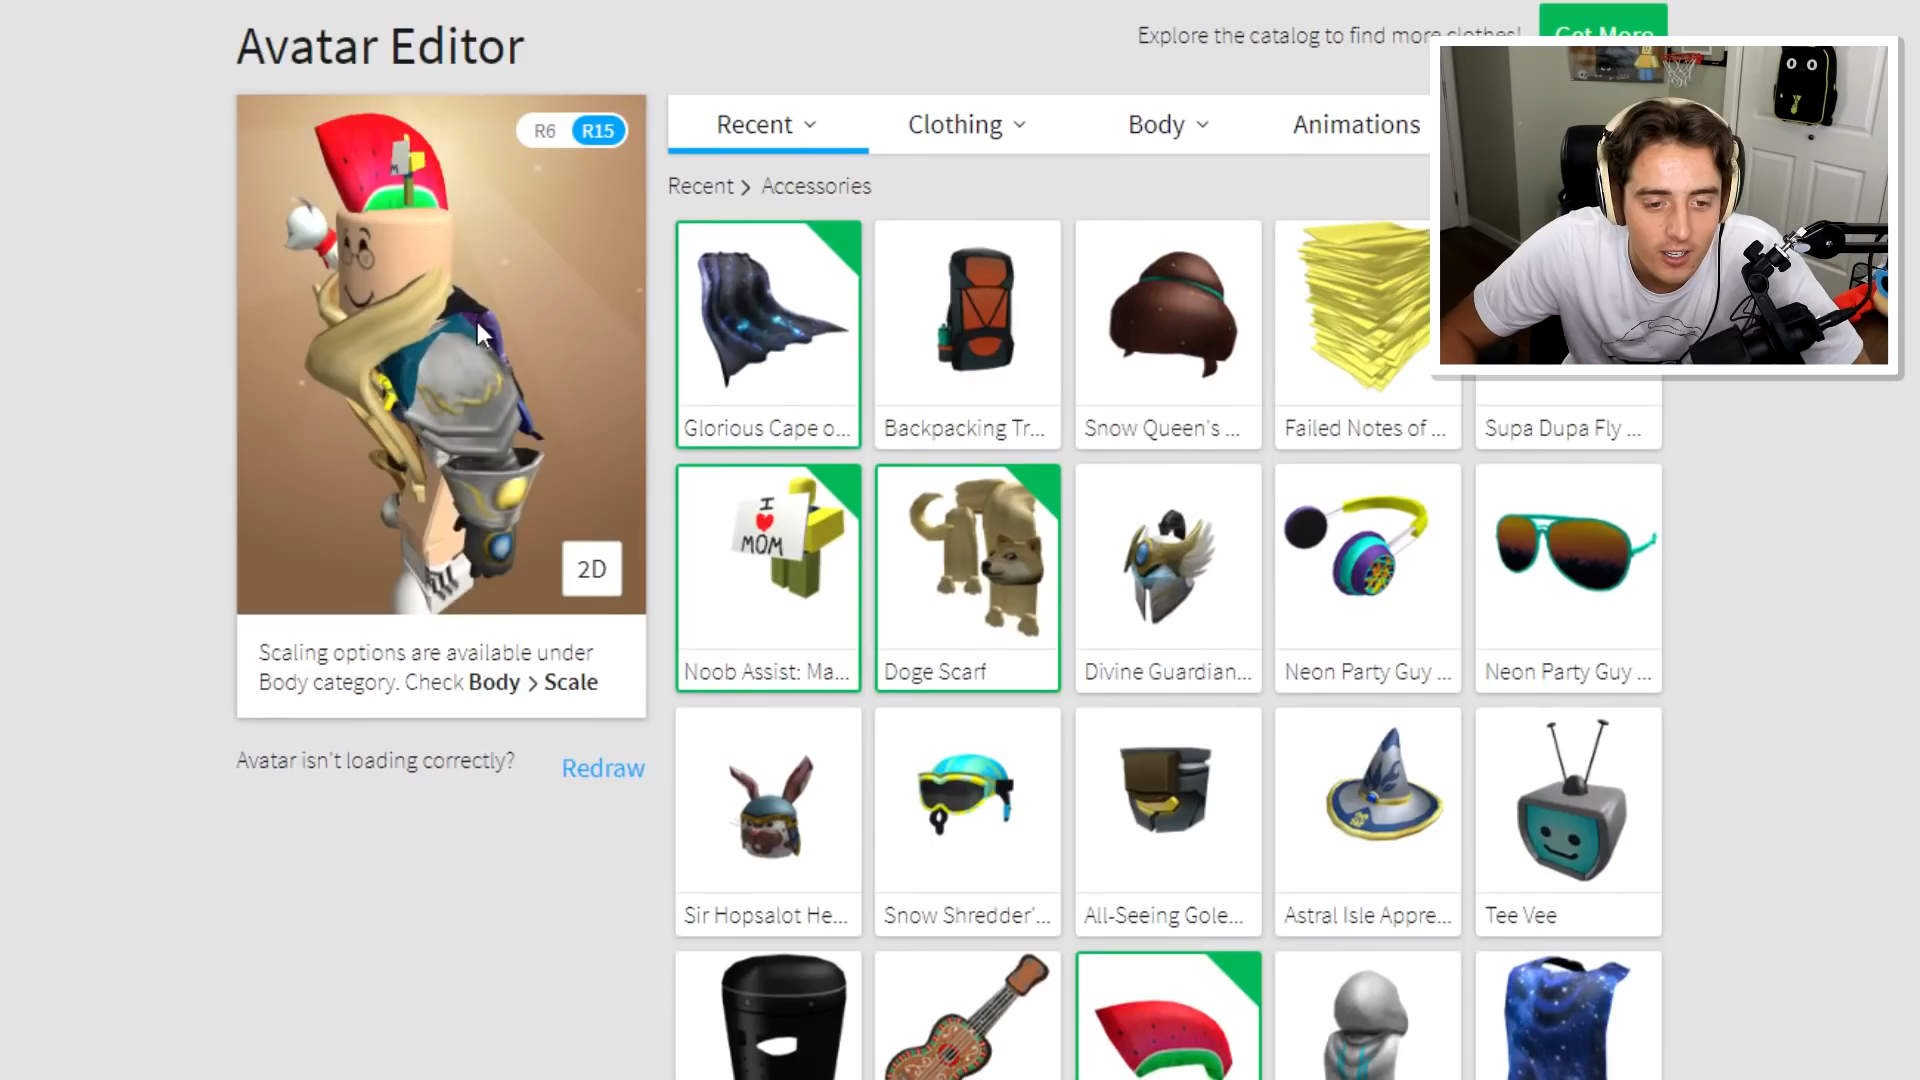 Avatar Editor
Explore the catalog to find more clothes!
Get More
R6
R15
Recent
Clothing
Body
Animations
Recent > Accessories
Glorious Cape o...
Backpacking Tr...
Snow Queen's ...
Failed Notes of ...
Supa Dupa Fly ...
I
MOM
Noob Assist: Ma...
Doge Scarf
Divine Guardian...
Neon Party Guy ...
Neon Party Guy ...
2D
Scaling options are available under
Body category. Check Body > Scale
Avatar isn't loading correctly?
Redraw
Sir Hopsalot He...
Snow Shredder'...
All-Seeing Gole...
Astral Isle Appre...
Tee Vee